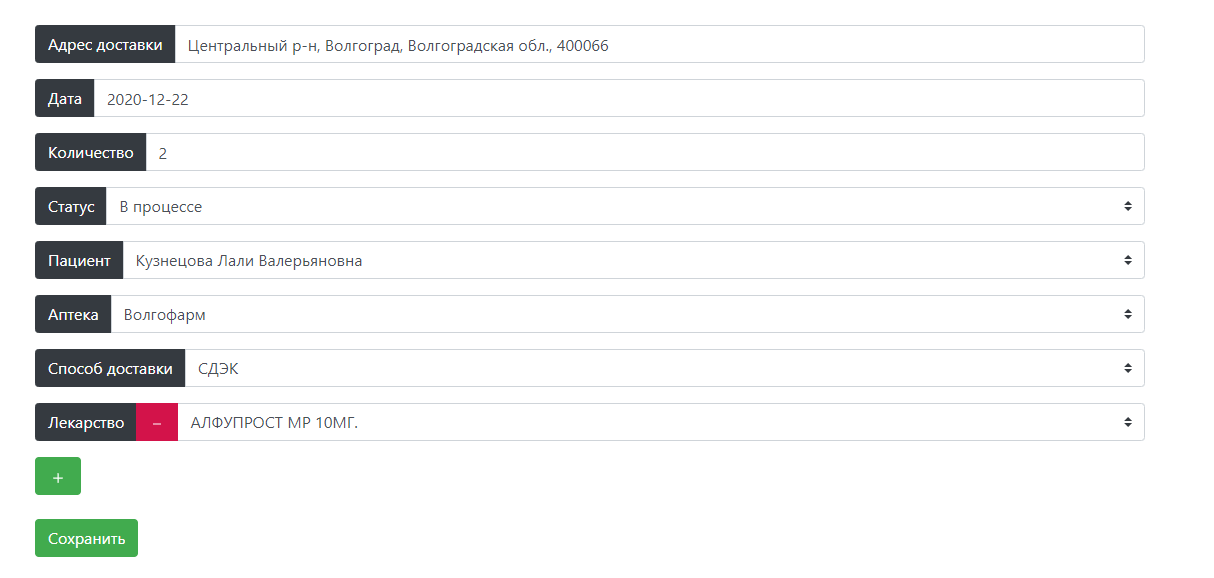 Адрес доставки Центральный р-н, Волгоград, Волгоградская обл., 400066
Дата 2020-12-22
Количество 2
Статус В процессе
Пациент Кузнецова Лали Валерьяновна
Аптека Волгофарм
Способ доставки СДЭК
Лекарство – АЛФУПРОСТ МР 10МГ.
+
Сохранить